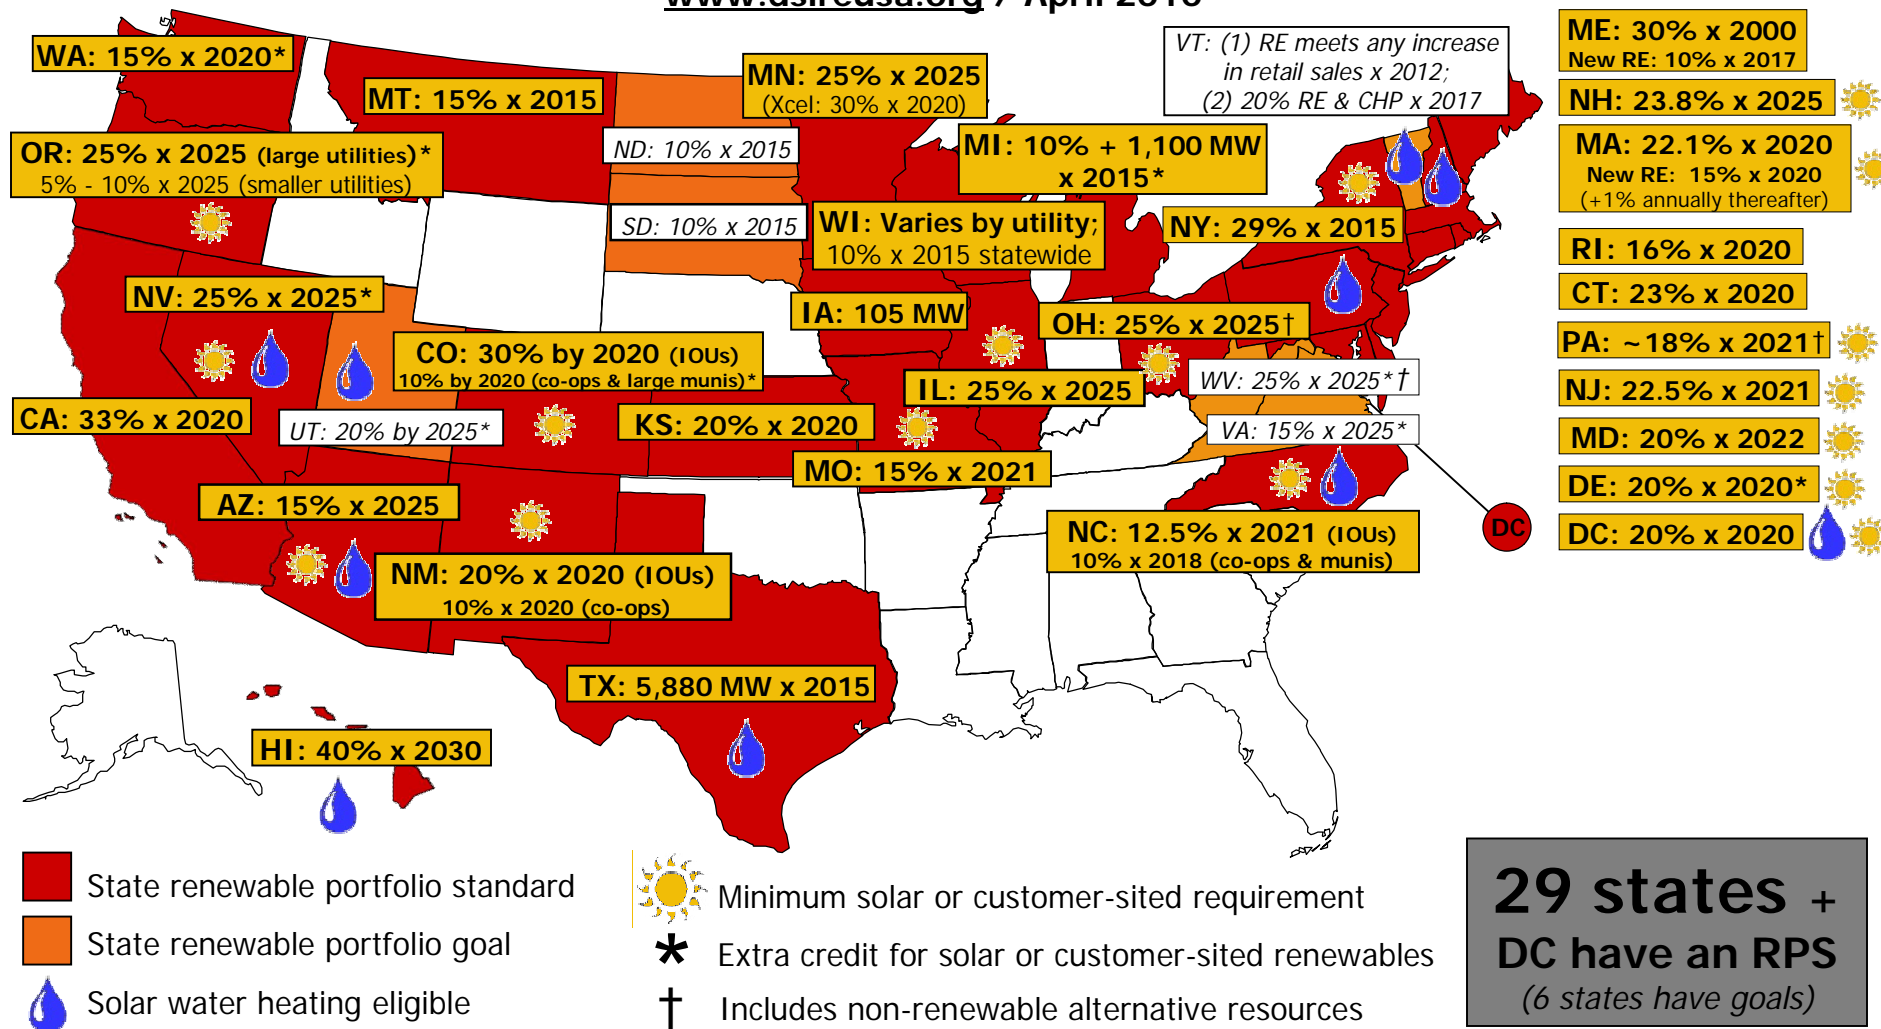 www.dsireusa.org / April 2010
WA: 15% x 2020*
MT: 15% x 2015
MN: 25% x 2025
(Xcel: 30% x 2020)
VT: (1) RE meets any increase
in retail sales x 2012;
(2) 20% RE & CHP x 2017
ME: 30% x 2000
New RE: 10% x 2017
NH: 23.8% x 2025
OR: 25% x 2025 (large utilities)*
5% - 10% x 2025 (smaller utilities)
ND: 10% x 2015
MI: 10% + 1,100 MW
x 2015*
MA: 22.1% x 2020
New RE: 15% x 2020
(+1% annually thereafter)
SD: 10% x 2015
WI: Varies by utility;
10% x 2015 statewide
NY: 29% x 2015
RI: 16% x 2020
CT: 23% x 2020
NV: 25% x 2025*
IA: 105 MW
OH: 25% x 2025†
PA: ~18% x 2021†
CO: 30% by 2020 (IOUs)
10% by 2020 (co-ops & large munis)*
IL: 25% x 2025
WV: 25% x 2025*†
NJ: 22.5% x 2021
CA: 33% x 2020
UT: 20% by 2025*
KS: 20% x 2020
VA: 15% x 2025*
MD: 20% x 2022
MO: 15% x 2021
DE: 20% x 2020*
AZ: 15% x 2025
NC: 12.5% x 2021 (IOUs)
10% x 2018 (co-ops & munis)
DC
DC: 20% x 2020
NM: 20% x 2020 (IOUs)
10% x 2020 (co-ops)
TX: 5,880 MW x 2015
HI: 40% x 2030
State renewable portfolio standard
State renewable portfolio goal
Solar water heating eligible
Minimum solar or customer-sited requirement
* Extra credit for solar or customer-sited renewables
† Includes non-renewable alternative resources
29 states +
DC have an RPS
(6 states have goals)